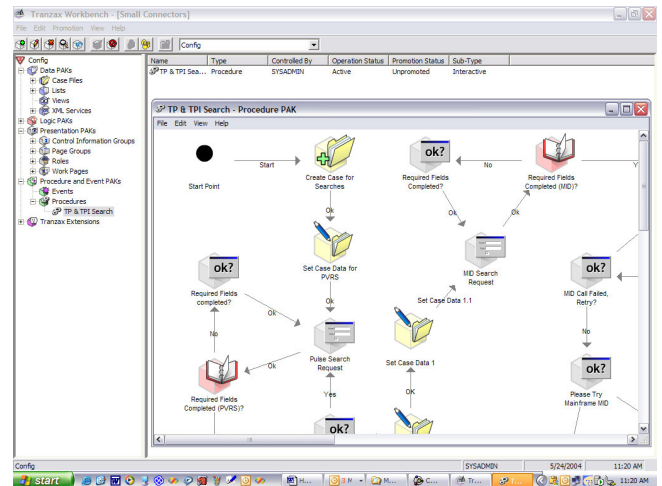 Tranzax Workbench - [Small Connectors]
File Edit Promotion View Help
Config
Config
Data PAKs
Case Files
Lists
Views
XML Services
Logic PAKs
Presentation PAKs
Control Information Groups
Page Groups
Roles
Work Pages
Procedure and Event PAKs
Events
Procedures
TP & TPI Search
Tranzax Extensions
Name Type Controlled By Operation Status Promotion Status Sub-Type
TP & TPI Sea... Procedure SYSADMIN Active Unpromoted Interactive
TP & TPI Search - Procedure PAK
File Edit View Help
Start Point
Start
Create Case for
Searches
Ok
Set Case Data for
PVRS
Ok
Pulse Search
Request
Yes
ok?
ok?
Required Fields
completed?
Ok
No
Ok
Required Fields
Completed (PVRS)?
ok?
Required Fields
Completed?
No
Required Fields
Completed (MID)?
Y
Ok
Ok
MID Search
Request
Set Case Data 1.1
Set Case Data 1
OK
ok?
MID Call Failed,
Retry?
No
ok?
Please Try
Mainframe MID
Config SYSADMIN 5/24/2004 11:20 AM
start H... 3 M M... C... Tr... 11:20 AM